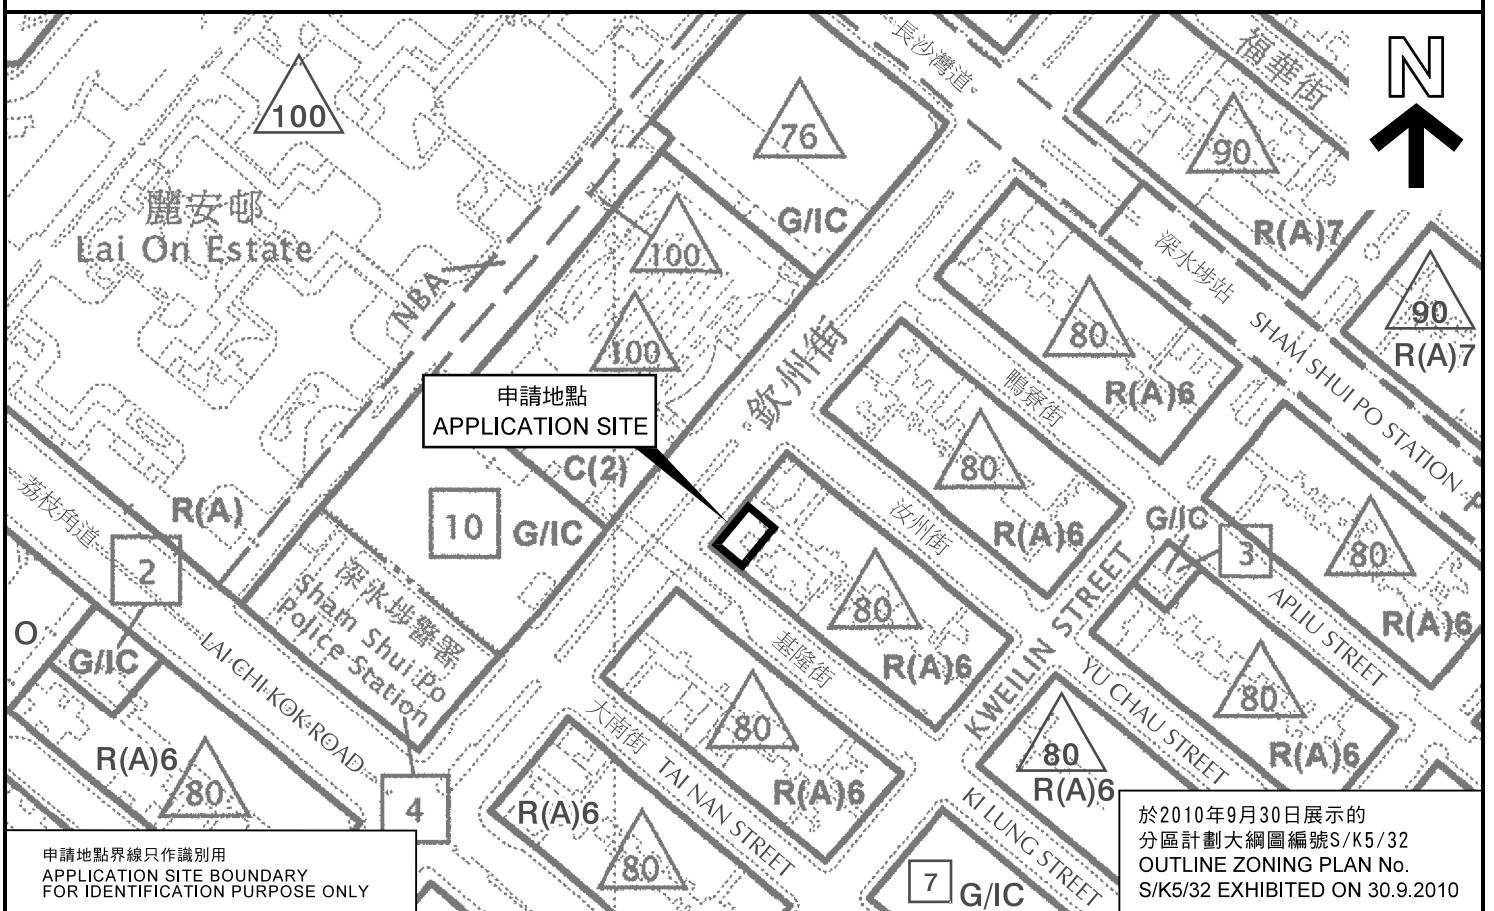 長沙灣道
福華街
N
100
76
90
麗安邨
Lai On Estate
G/IC
R(A)7
深水埗站
SHAM SHUI PO STATION
100
NBA
90
R(A)7
80
R(A)6
100
欽州街
鴨寮街
申請地點
APPLICATION SITE
C(2)
80
R(A)6
汝州街
G/IC
3
80
R(A)6
荔枝角道
R(A)
10
G/IC
2
深水埗警署
Sham Shui Po
Police Station
80
R(A)6
基隆街
KWEILIN STREET
APLIU STREET
O
G/IC
LAI CHI KOK ROAD
80
R(A)6
YU CHAU STREET
80
R(A)6
大南街
TAI NAN STREET
80
R(A)6
R(A)6
80
4
R(A)6
80
KI LUNG STREET
7
G/IC
申請地點界線只作識別用
APPLICATION SITE BOUNDARY
FOR IDENTIFICATION PURPOSE ONLY
於2010年9月30日展示的
分區計劃大綱圖編號S/K5/32
OUTLINE ZONING PLAN No.
S/K5/32 EXHIBITED ON 30.9.2010